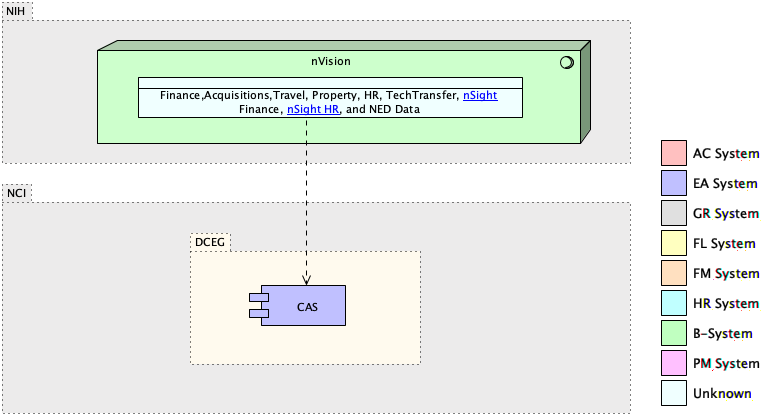 NIH
nVision
Finance,Acquisitions,Travel, Property, HR, TechTransfer, nSight
Finance, nSight HR, and NED Data
NCI
DCEG
CAS
AC System
EA System
GR System
FL System
FM System
HR System
B-System
PM System
Unknown